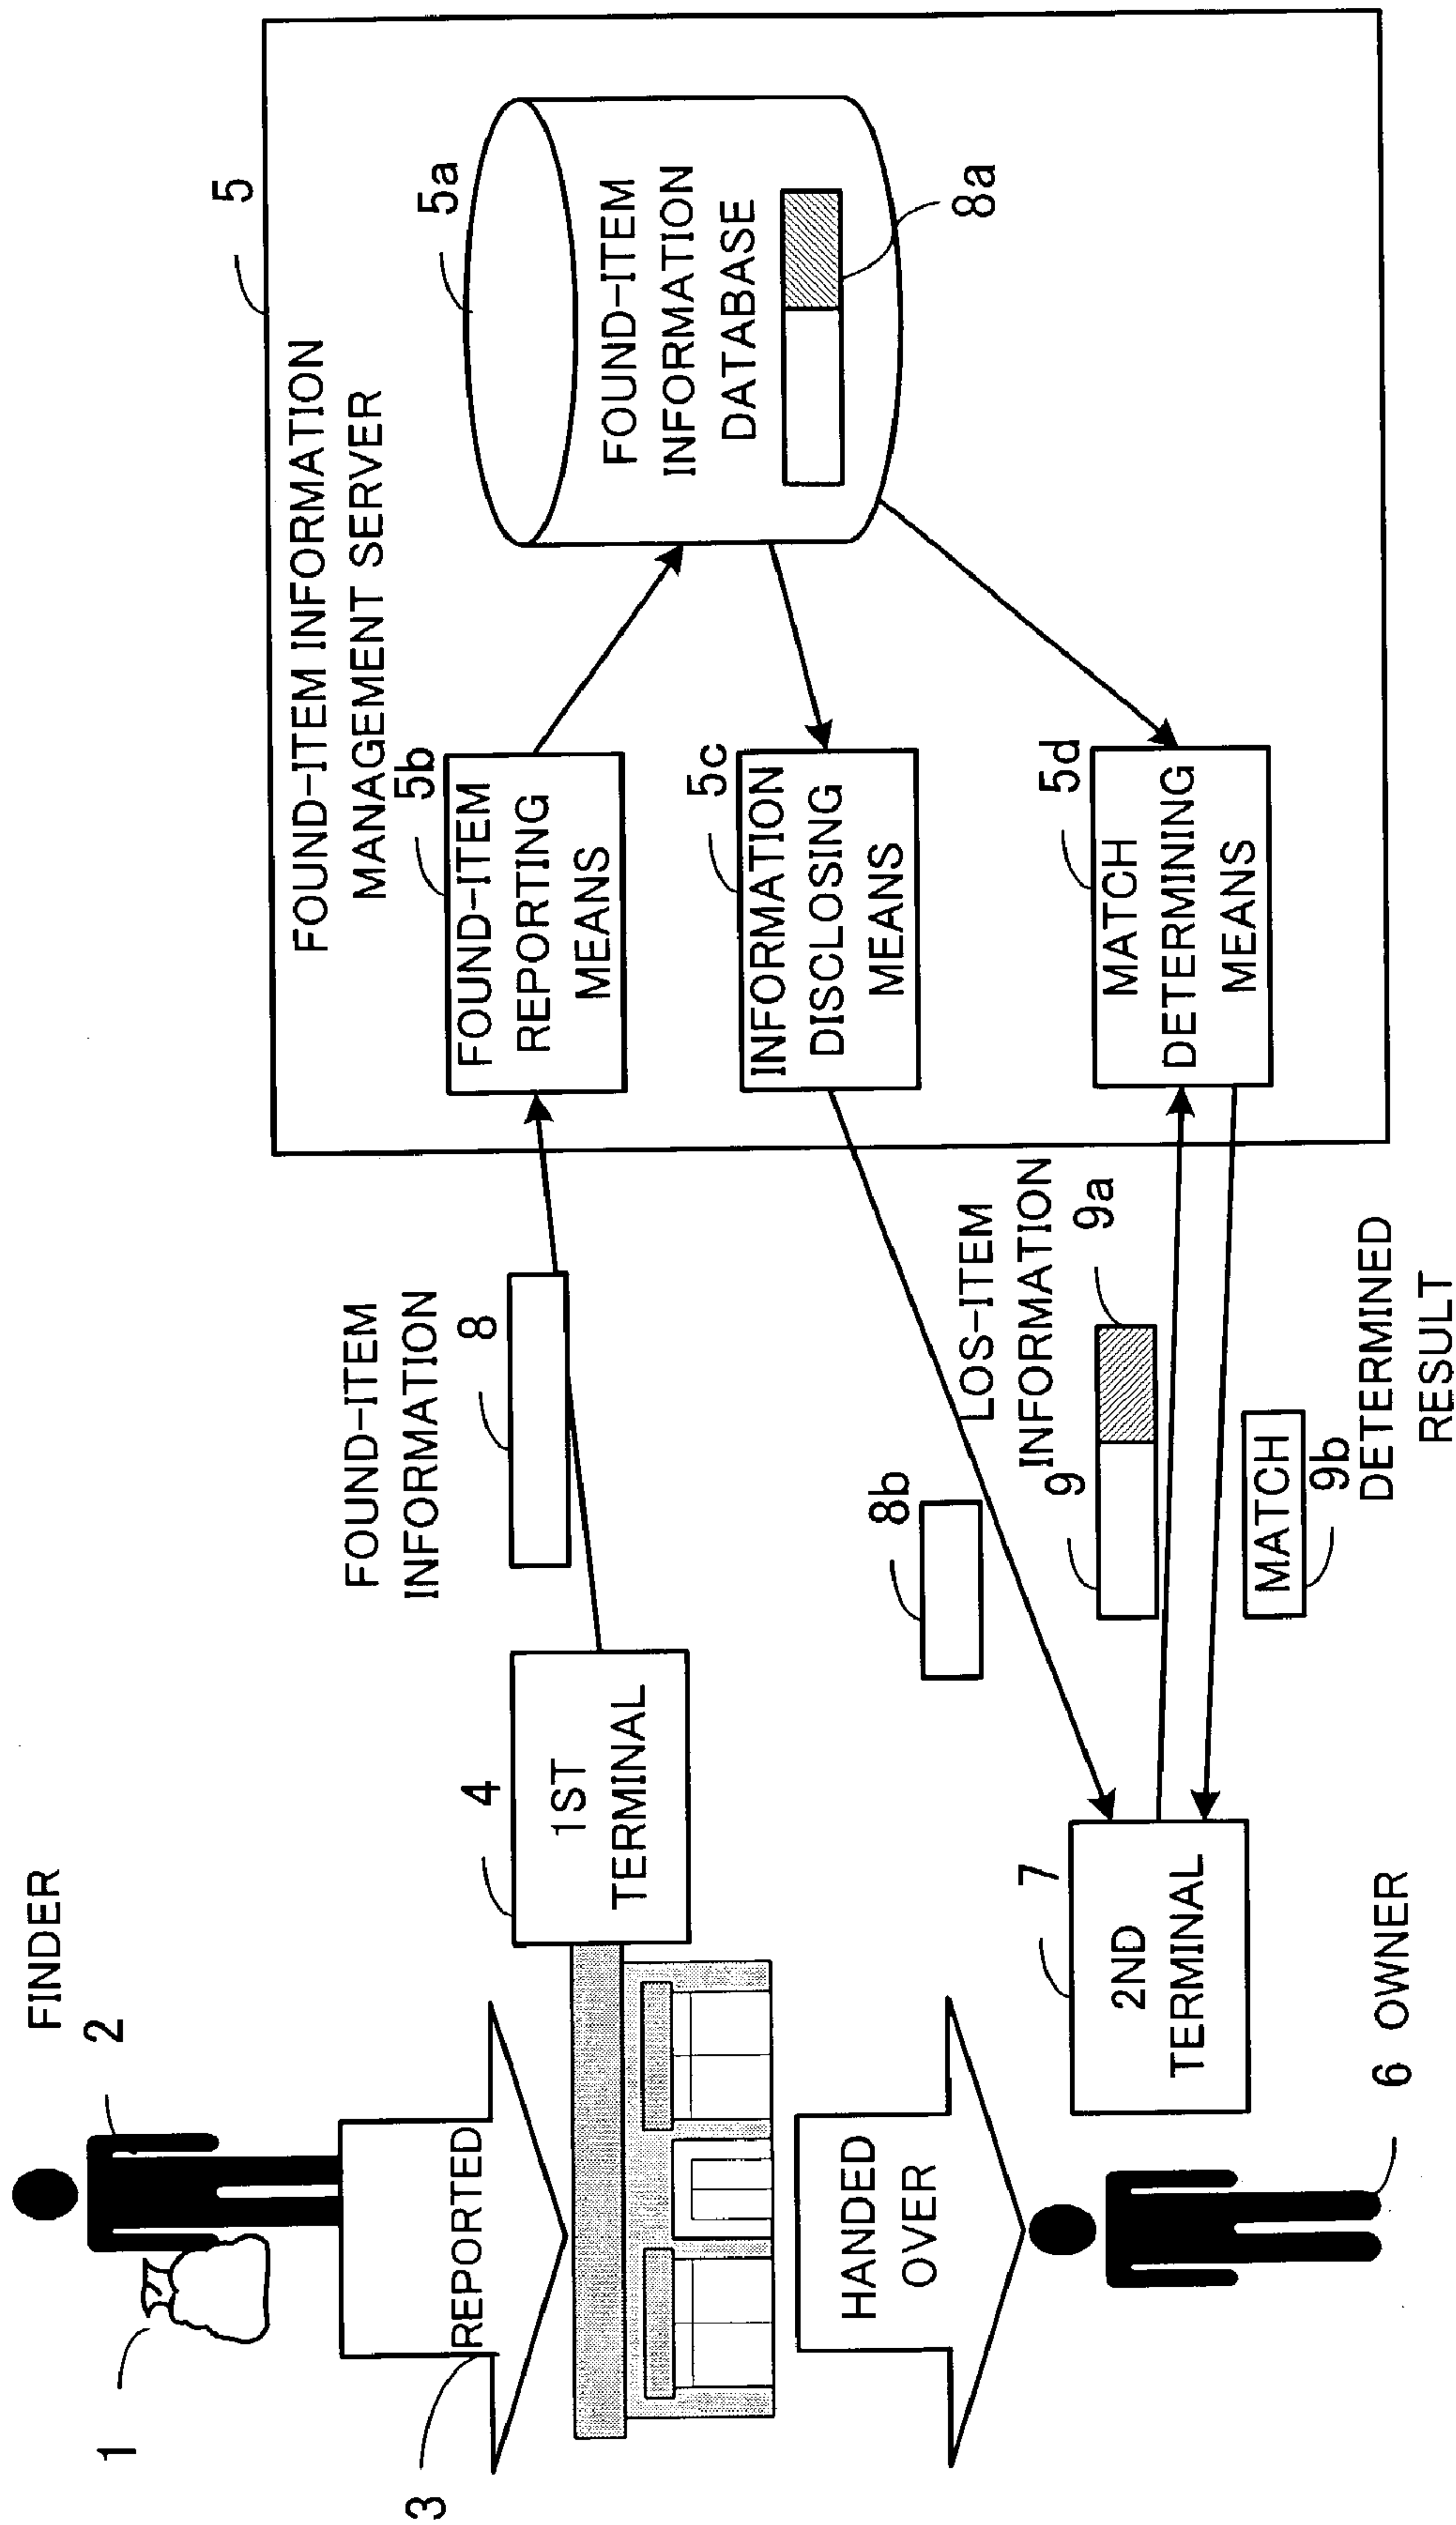 5
FOUND-ITEM INFORMATION
MANAGEMENT SERVER
5a
FOUND-ITEM
INFORMATION
DATABASE
8a
5b
FOUND-ITEM
REPORTING
MEANS
5c
INFORMATION
DISCLOSING
MEANS
5d
MATCH
DETERMINING
MEANS
FOUND-ITEM
INFORMATION
8
8b
LOS-ITEM
INFORMATION
9
9a
MATCH
9b
DETERMINED
RESULT
FINDER
2
1
3
REPORTED
4
1ST
TERMINAL
HANDED
OVER
7
2ND
TERMINAL
6 OWNER